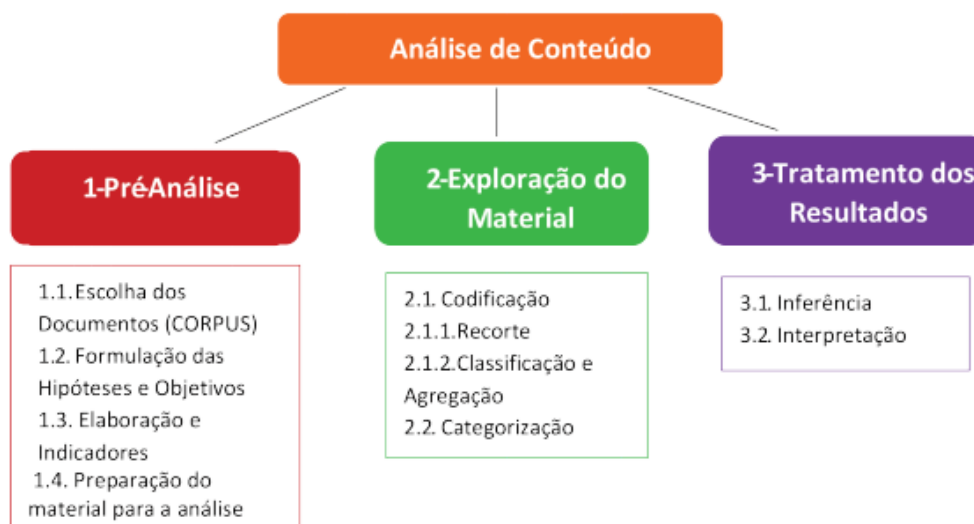 Análise de Conteúdo
1-Pré-Análise
1.1.Escolha dos
Documentos (CORPUS)
1.2. Formulação das
Hipóteses e Objetivos
1.3. Elaboração e
Indicadores
1.4. Preparação do
material para a análise
2-Exploração do
Material
2.1. Codificação
2.1.1.Recorte
2.1.2.Classificação e
Agregação
2.2. Categorização
3-Tratamento dos
Resultados
3.1. Inferência
3.2. Interpretação